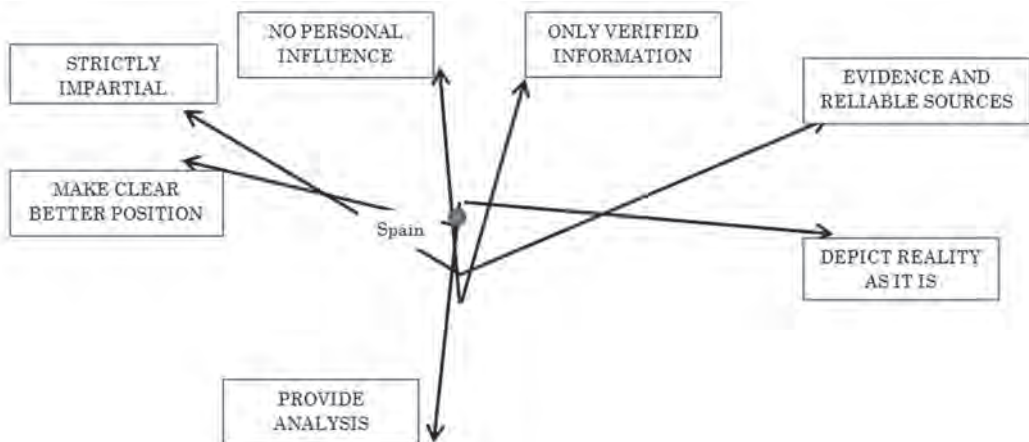 NO PERSONAL
INFLUENCE
ONLY VERIFIED
INFORMATION
STRICTLY
IMPARTIAL
EVIDENCE AND
RELIABLE SOURCES
MAKE CLEAR
BETTER POSITION
Spain
DEPICT REALITY
AS IT IS
PROVIDE
ANALYSIS